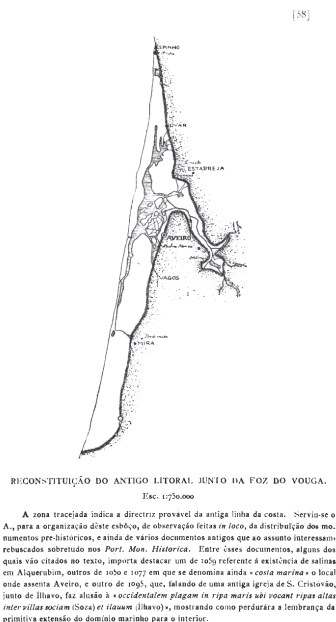 [58]
ESPINHO
OVAR
ESTARREJA
AVEIRO
VAGOS
MIRA
RECONSTITUIÇÃO DO ANTIGO LITORAL JUNTO DA FOZ DO VOUGA.
Esc. 1:750.000
A zona tracejada indica a directriz provável da antiga linha da costa. Serviu-se o
A., para a organização dêste esbôço, de observação feitas in loco, da distribuïção dos mo.
numentos pre-históricos, e ainda de vários documentos antigos que ao assunto interessam.
rebuscados sobretudo nos Port. Mon. Historica. Entre êsses documentos, alguns dos
quais vão citados no texto, importa destacar um de 1059 referente á existência de salinas
em Alquerubim, outros de 1050 e 1077 em que se denomina ainda «costa marina» o local
onde assenta Aveiro, e outro de 1095, que, falando de uma antiga igreja de S. Cristóvão,
junto de Ílhavo, faz alusão à «occidentalem plagam in ripa maris ubi vocant ripas altas
inter villas sociam (Soza) et iliauum (Ílhavo)», mostrando como perdurára a lembrança da
primitiva extensão do domínio marinho para o interior.